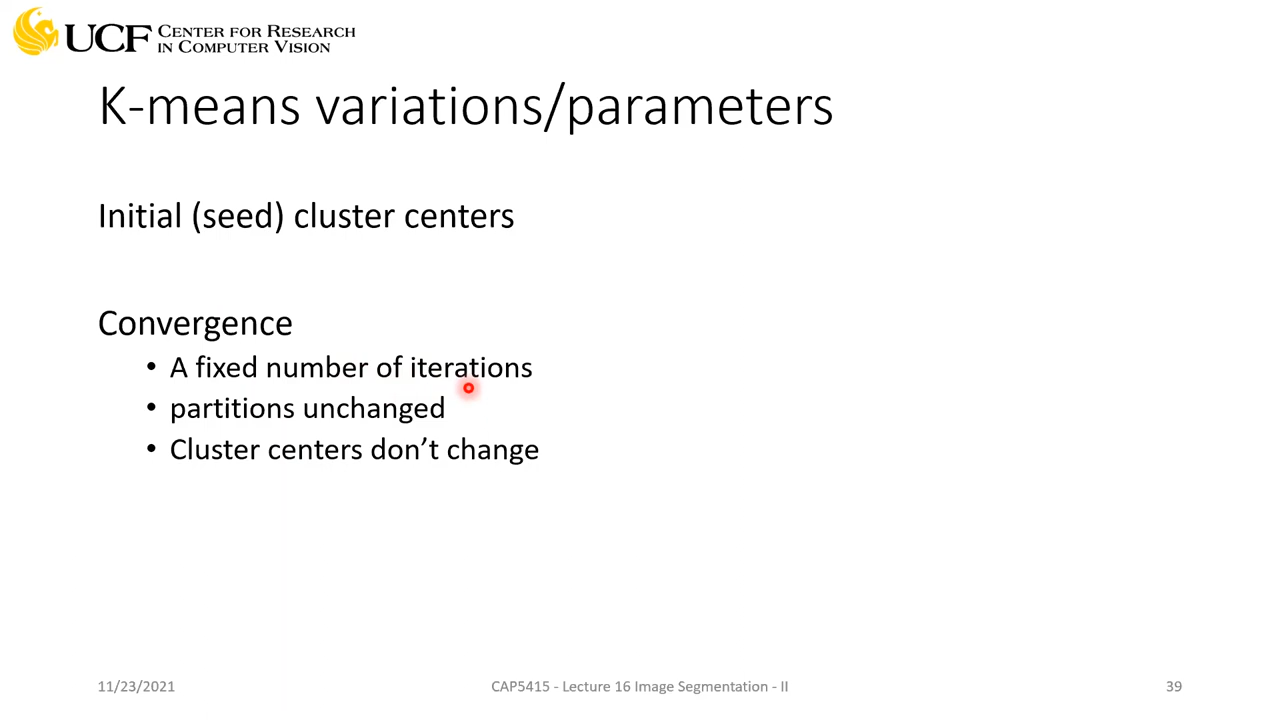 UCF CENTER FOR RESEARCH
IN COMPUTER VISION
K-means variations/parameters
Initial (seed) cluster centers
Convergence
• A fixed number of iterations
• partitions unchanged
• Cluster centers don’t change
11/23/2021 CAP5415 - Lecture 16 Image Segmentation - II 39